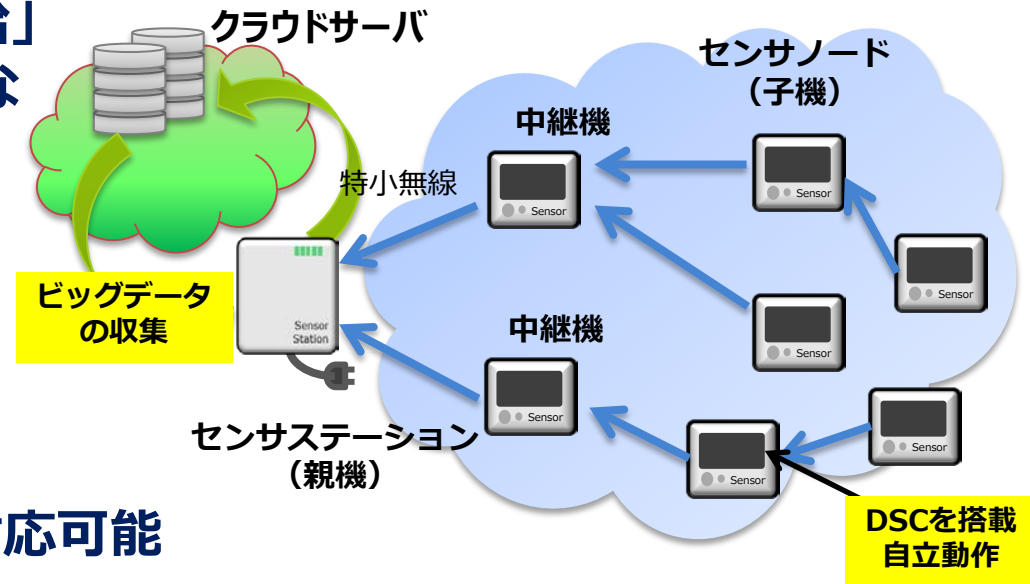 クラウドサーバ
センサノード
（子機）
中継機
Sensor
Sensor
特小無線
Sensor
ビッグデータ
の収集
Sensor
Station
中継機
Sensor
Sensor
センサステーション
（親機）
Sensor
Sensor
DSCを搭載
自立動作
応可能